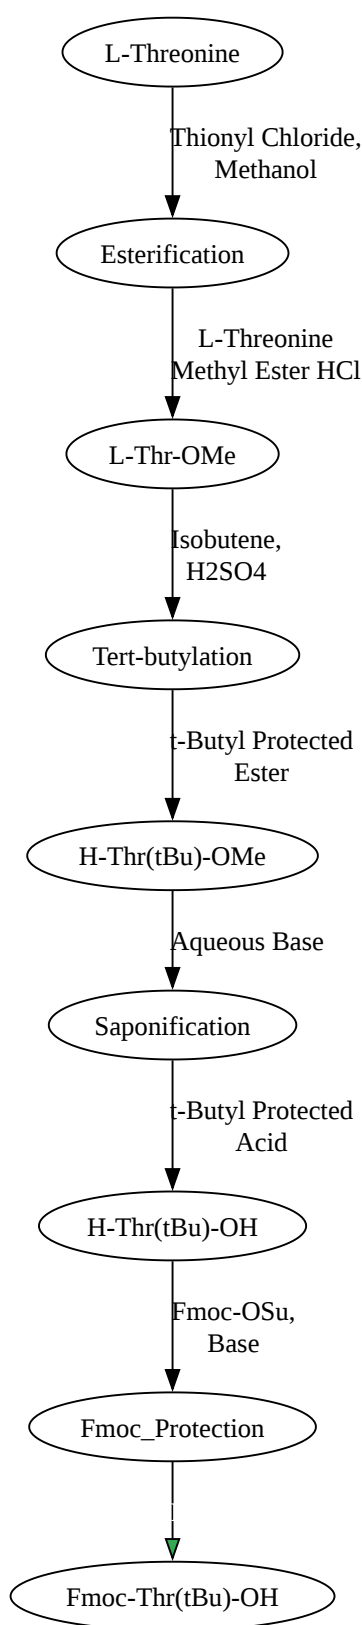 L-Threonine
Thionyl Chloride,
Methanol
Esterification
L-Threonine
Methyl Ester HCl
L-Thr-OMe
Isobutene,
H2SO4
Tert-butylation
t-Butyl Protected
Ester
H-Thr(tBu)-OMe
Aqueous Base
Saponification
t-Butyl Protected
Acid
H-Thr(tBu)-OH
Fmoc-OSu,
Base
Fmoc_Protection
Fmoc-Thr(tBu)-OH